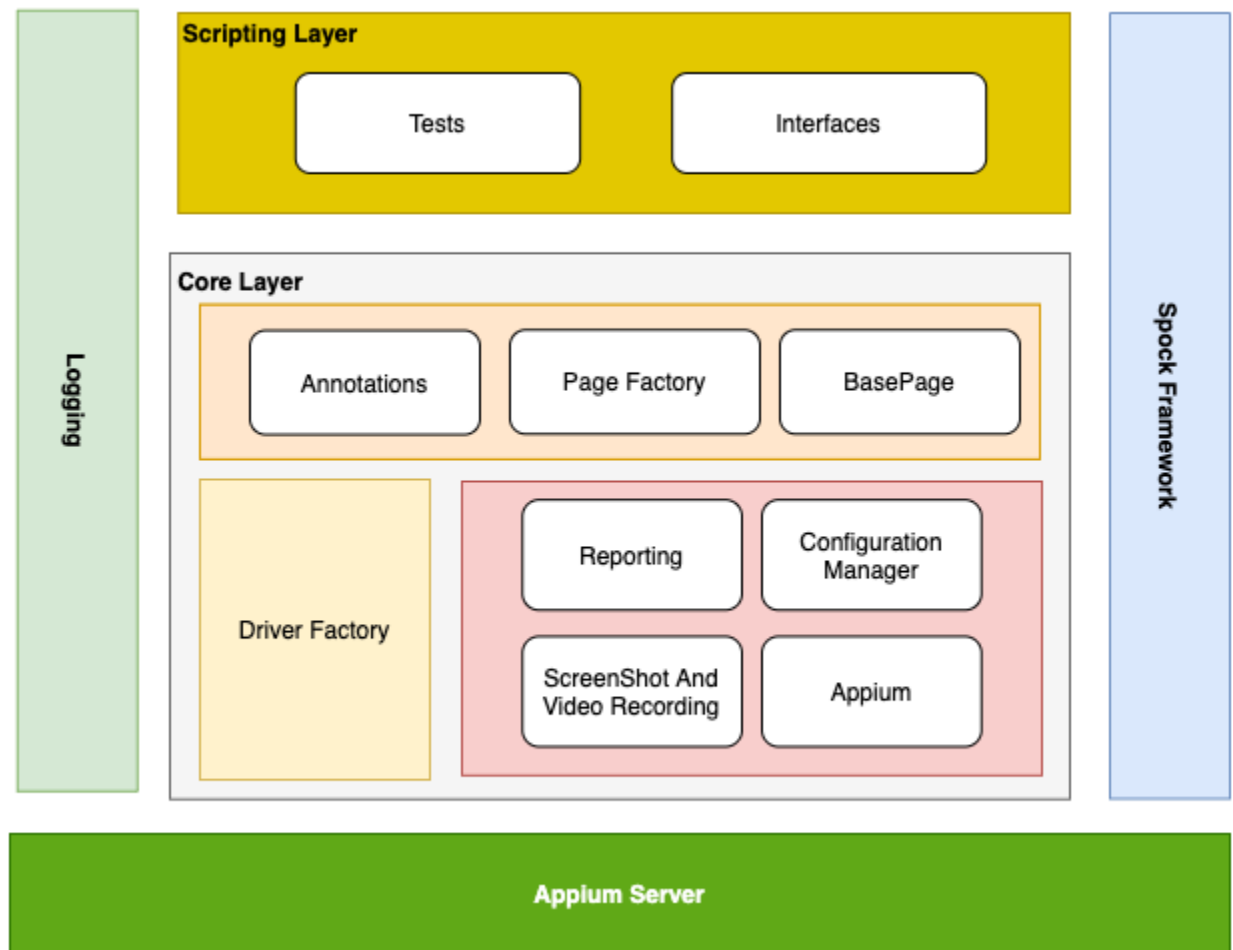 Scripting Layer
Tests
Interfaces
Logging
Spock Framework
Core Layer
Annotations
Page Factory
BasePage
Driver Factory
Reporting
Configuration
Manager
ScreenShot And
Video Recording
Appium
Appium Server